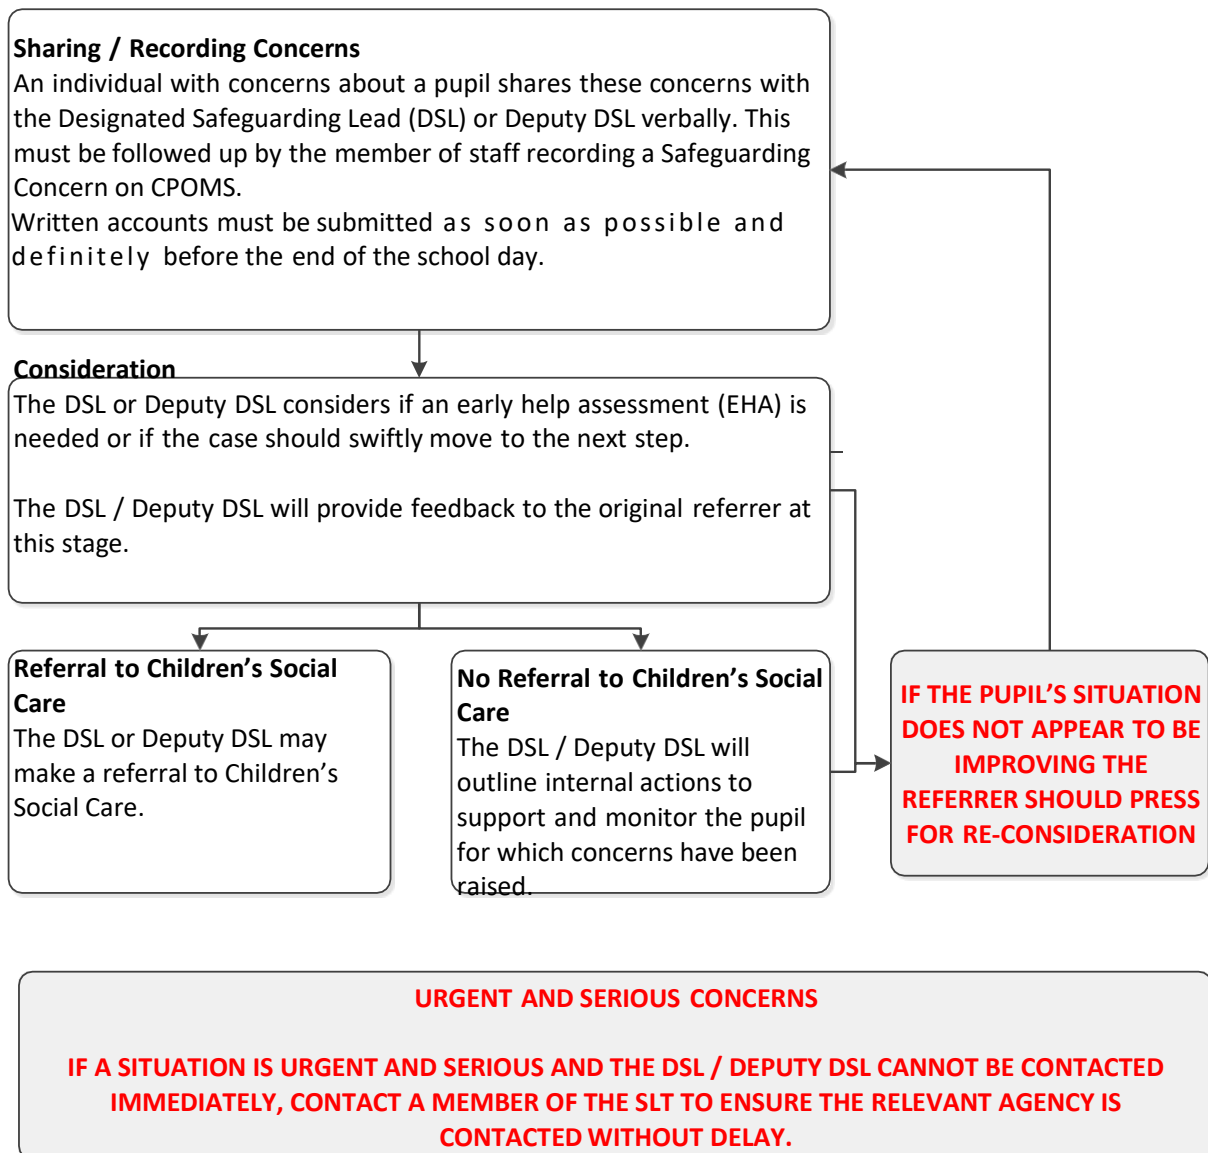 Sharing / Recording Concerns
An individual with concerns about a pupil shares these concerns with
the Designated Safeguarding Lead (DSL) or Deputy DSL verbally. This
must be followed up by the member of staff recording a Safeguarding
Concern on CPOMS.
Written accounts must be submitted as soon as possible and
definitely before the end of the school day.
Consideration
The DSL or Deputy DSL considers if an early help assessment (EHA) is
needed or if the case should swiftly move to the next step.
The DSL / Deputy DSL will provide feedback to the original referrer at
this stage.
Referral to Children’s Social
Care
The DSL or Deputy DSL may
make a referral to Children’s
Social Care.
No Referral to Children’s Social
Care
The DSL / Deputy DSL will
outline internal actions to
support and monitor the pupil
for which concerns have been
raised.
IF THE PUPIL’S SITUATION
DOES NOT APPEAR TO BE
IMPROVING THE
REFERRER SHOULD PRESS
FOR RE-CONSIDERATION
URGENT AND SERIOUS CONCERNS
IF A SITUATION IS URGENT AND SERIOUS AND THE DSL / DEPUTY DSL CANNOT BE CONTACTED
IMMEDIATELY, CONTACT A MEMBER OF THE SLT TO ENSURE THE RELEVANT AGENCY IS
CONTACTED WITHOUT DELAY.